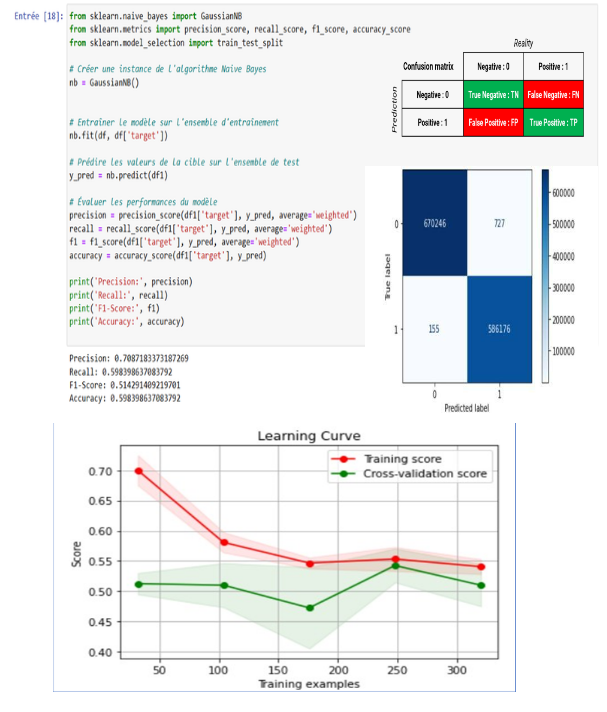 Entrée [18]:
from sklearn.naive_bayes import GaussianNB
from sklearn.metrics import precision_score, recall_score, f1_score, accuracy_score
from sklearn.model_selection import train_test_split
# Créer une instance de l'algorithme Naive Bayes
nb = GaussianNB()
# Entraîner le modèle sur l'ensemble d'entraînement
nb.fit(df, df['target'])
# Prédire les valeurs de la cible sur l'ensemble de test
y_pred = nb.predict(df1)
# Évaluer les performances du modèle
precision = precision_score(df1['target'], y_pred, average='weighted')
recall = recall_score(df1['target'], y_pred, average='weighted')
f1 = f1_score(df1['target'], y_pred, average='weighted')
accuracy = accuracy_score(df1['target'], y_pred)
print('Precision:', precision)
print('Recall:', recall)
print('F1-Score:', f1)
print('Accuracy:', accuracy)
Precision: 0.7087183373187269
Recall: 0.598398637083792
F1-Score: 0.514291409219701
Accuracy: 0.598398637083792
Reality
Confusion matrix Negative : 0 Positive : 1
Prediction
Negative : 0 True Negative : TN False Negative : FN
Positive : 1 False Positive : FP True Positive : TP
True label
0 670246 727
1 155 586176
0 1
Predicted label
600000
500000
400000
300000
200000
100000
Learning Curve
Training score
Cross-validation score
Score
0.70
0.65
0.60
0.55
0.50
0.45
0.40
50 100 150 200 250 300
Training examples